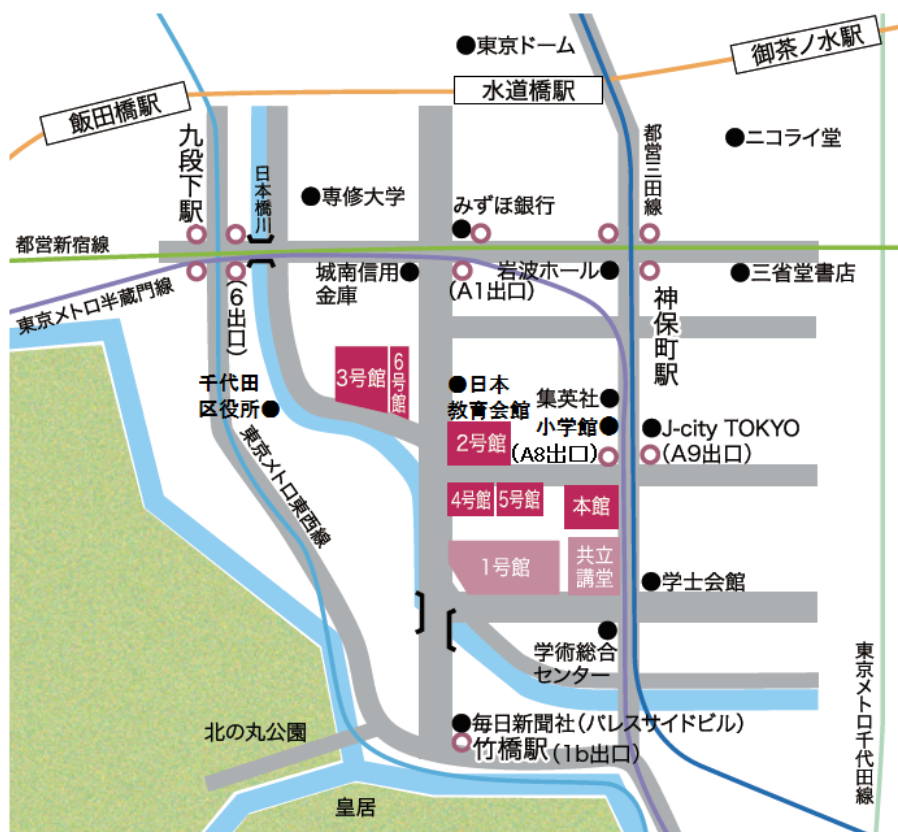 東京ドーム
御茶ノ水駅
水道橋駅
飯田橋駅
九段下駅
日本橋川
都営三田線
ニコライ堂
専修大学
みずほ銀行
都営新宿線
城南信用
金庫
岩波ホール
(A1出口)
三省堂書店
東京メトロ半蔵門線
(6出口)
神保町駅
3号館
6号館
千代田
区役所
日本
教育会館
集英社
小学館
(A8出口)
J-city TOKYO
(A9出口)
2号館
東京メトロ東西線
4号館
5号館
本館
1号館
共立
講堂
学士会館
学術総合
センター
東京メトロ千代田線
北の丸公園
毎日新聞社(パレスサイドビル)
竹橋駅(1b出口)
皇居